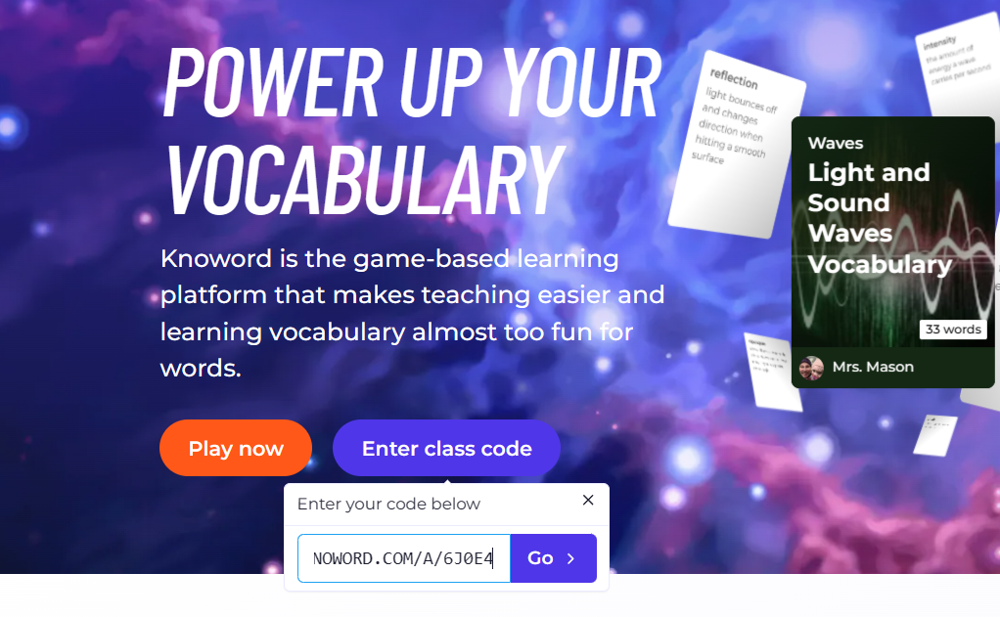 POWER UP YOUR
VOCABULARY
Knoword is the game-based learning
platform that makes teaching easier and
learning vocabulary almost too fun for
words.
Play now
Enter class code
Enter your code below
NOWORD.COM/A/6J0E4
Go
reflection
light bounces off
and changes
direction when
hitting a smooth
surface
intensity
the amount of
energy a wave
carries per second
Waves
Light and
Sound
Waves
Vocabulary
33 words
Mrs. Mason